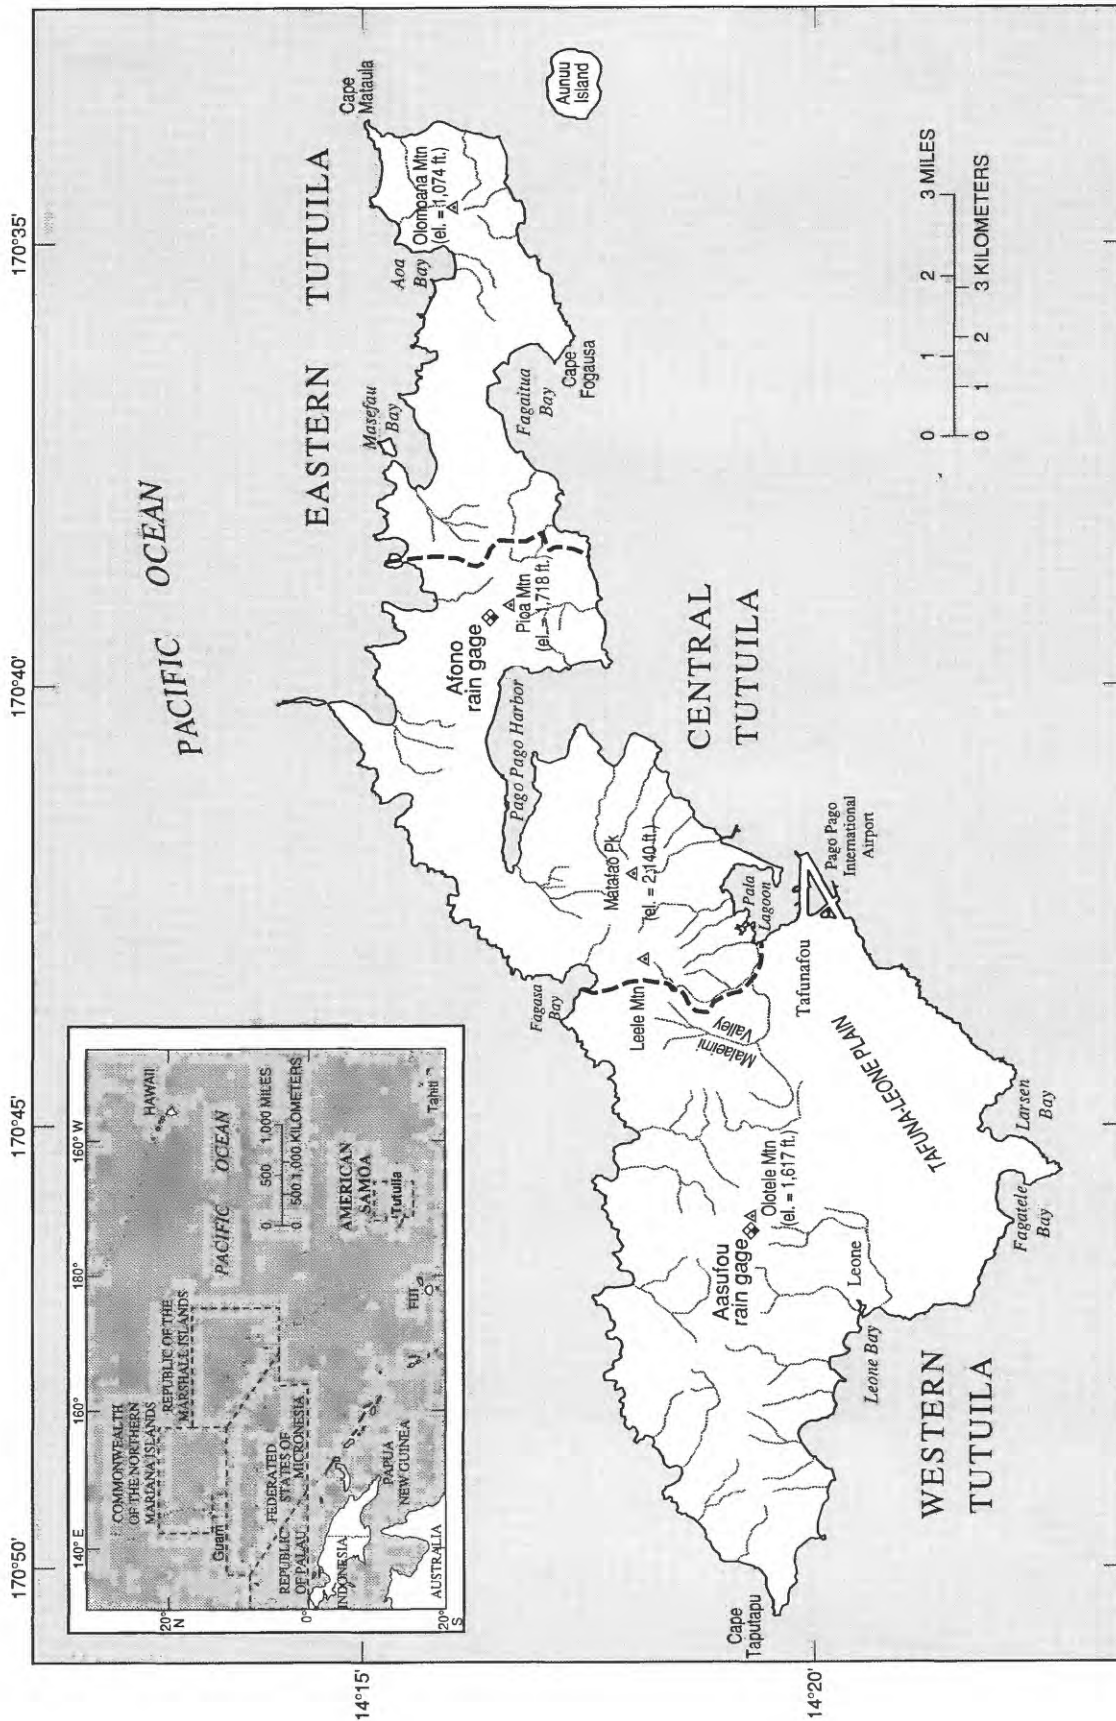 170°50'
170°45'
170°40'
170°35'
14°15'
14°20'
140° E
160°
180°
160° W
20°
N
0°
20°
S
COMMONWEALTH
OF THE NORTHERN
MARIANA ISLANDS
REPUBLIC OF THE
MARSHALL ISLANDS
Guam
FEDERATED
STATES OF
MICRONESIA
REPUBLIC
OF PALAU
INDONESIA
PAPUA
NEW GUINEA
AUSTRALIA
FIJI
HAWAII
PACIFIC OCEAN
0 500 1,000 MILES
0 500 1,000 KILOMETERS
AMERICAN
SAMOA
Tutuila
Tahiti
PACIFIC OCEAN
EASTERN TUTUILA
Cape
Mataula
Aoa
Bay
Olomoana Mtn
(el. = 1,074 ft.)
Aunuu
Island
Masefau
Bay
Fagaitua
Bay
Cape
Fogausa
Pioa Mtn
(el. = 1,718 ft.)
Afono
rain gage
Pago Pago Harbor
CENTRAL
TUTUILA
Matafao Pk
(el. = 2,140 ft.)
Pala
Lagoon
Pago Pago
International
Airport
Tafunafou
Fagasa
Bay
Leele Mtn
Malaeimi
Valley
TAFUNA-LEONE PLAIN
Larsen
Bay
Fagatele
Bay
Olotele Mtn
(el. = 1,617 ft.)
Aasufou
rain gage
Leone
Leone Bay
WESTERN
TUTUILA
Cape
Taputapu
0 1 2 3 MILES
0 1 2 3 KILOMETERS